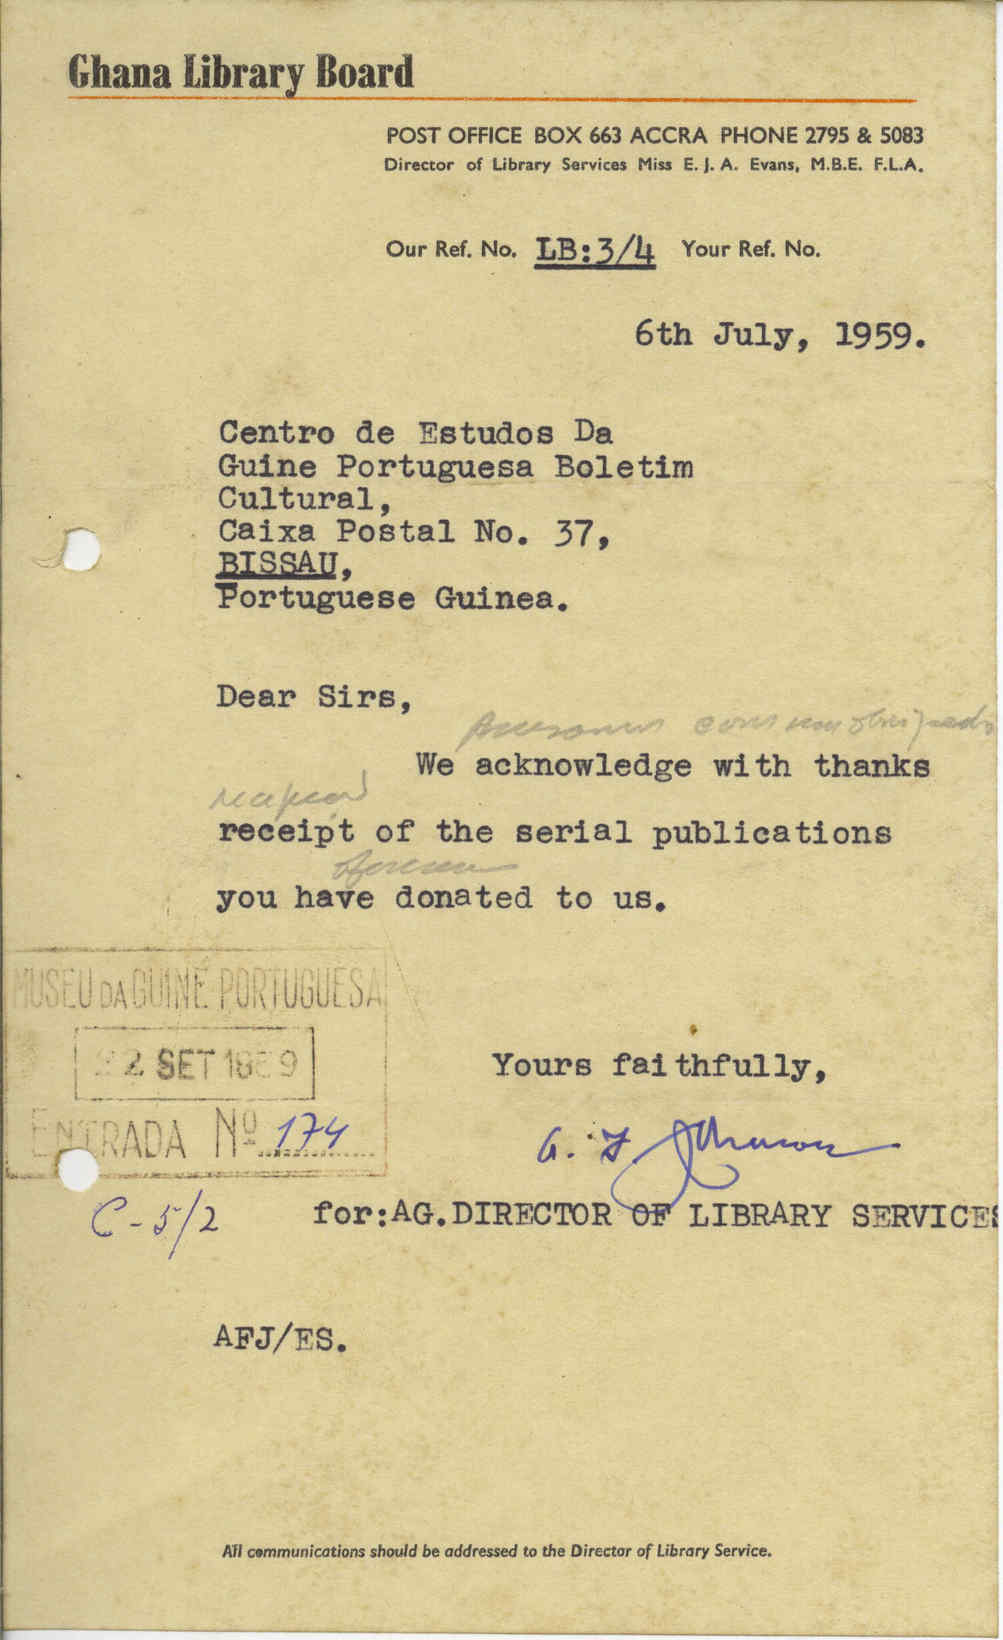 Ghana Library Board
POST OFFICE BOX 663 ACCRA PHONE 2795 & 5083
Director of Library Services Miss E. J. A. Evans, M.B.E. F.L.A.
Our Ref. No. LB:3/4 Your Ref. No.
6th July, 1959.
Centro de Estudos Da
Guine Portuguesa Boletim
Cultural,
Caixa Postal No. 37,
BISSAU,
Portuguese Guinea.
Dear Sirs,
We acknowledge with thanks
receipt of the serial publications
you have donated to us.
MUSEU DA GUINÉ PORTUGUESA
SET
ENTRADA Nº 174
C-5/2
Yours faithfully,
for:AG.DIRECTOR OF LIBRARY SERVICES
AFJ/ES.
All communications should be addressed to the Director of Library Service.